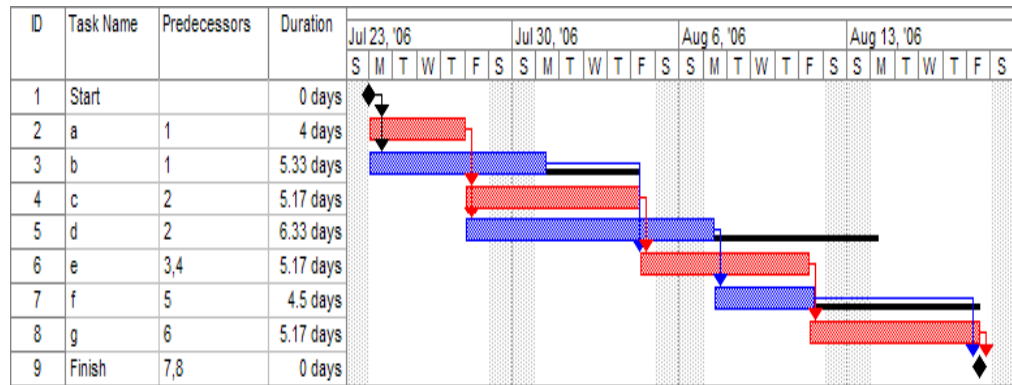 ID Task Name Predecessors Duration Jul 23, '06 Jul 30, '06 Aug 6, '06 Aug 13, '06
S M T W T F S S M T W T F S S M T W T F S S M T W T F S
1 Start 0 days
2 a 1 4 days
3 b 1 5.33 days
4 c 2 5.17 days
5 d 2 6.33 days
6 e 3,4 5.17 days
7 f 5 4.5 days
8 g 6 5.17 days
9 Finish 7,8 0 days